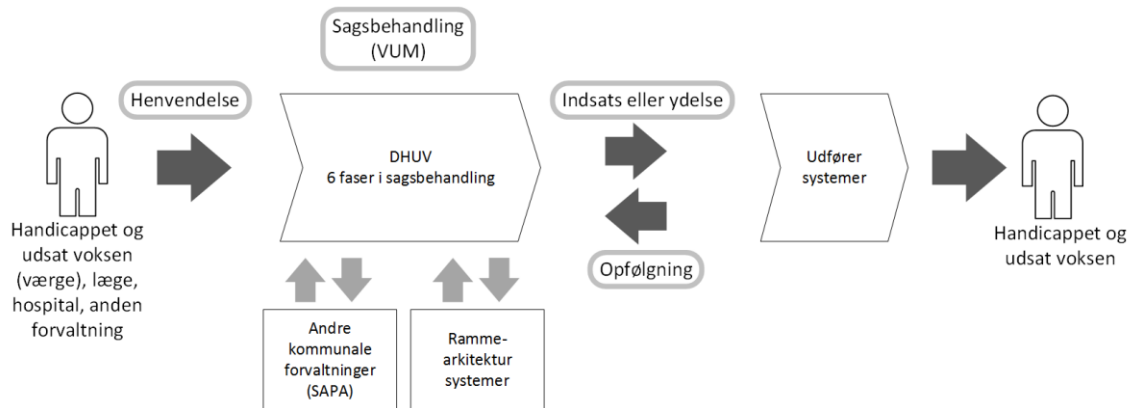 Sagsbehandling
(VUM)
Henvendelse
Indsats eller ydelse
DHUV
6 faser i sagsbehandling
Udfører
systemer
Handicappet og
udsat voksen
(værge), læge,
hospital, anden
forvaltning
Opfølgning
Handicappet og
udsat voksen
Andre
kommunale
forvaltninger
(SAPA)
Ramme-
arkitektur
systemer